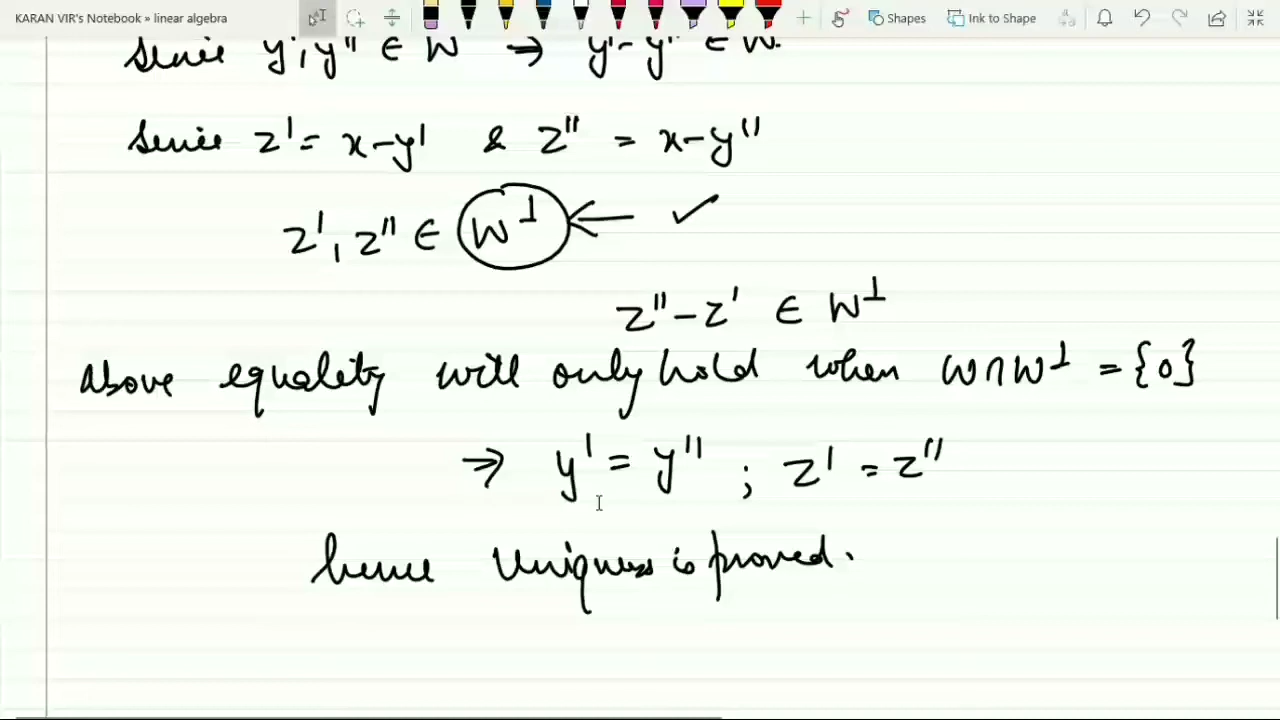 KARAN VIR's Notebook » linear algebra
Shapes
Ink to Shape
Since y', y'' ∈ W ⇒ y' - y'' ∈ W.
Since z' = x-y' & z'' = x-y''
z', z'' ∈ W⊥ ← ✓
z'' - z' ∈ W⊥
above equality will only hold when W∩W⊥ = {0}
⇒ y' = y'' ; z' = z''
hence Uniqness is proved.